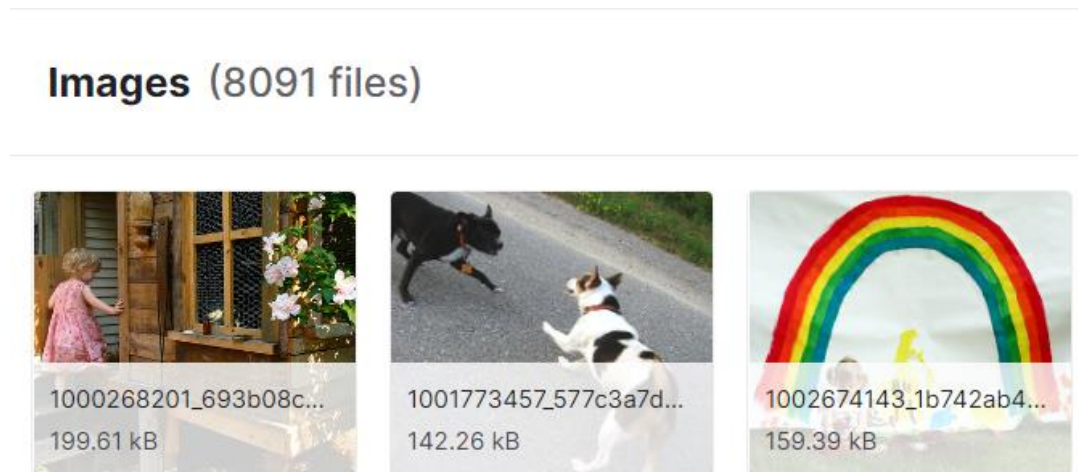 Images (8091 files)
1000268201_693b08c...
1001773457_577c3a7d...
1002674143_1b742ab4...
199.61 kB
142.26 kB
159.39 kB